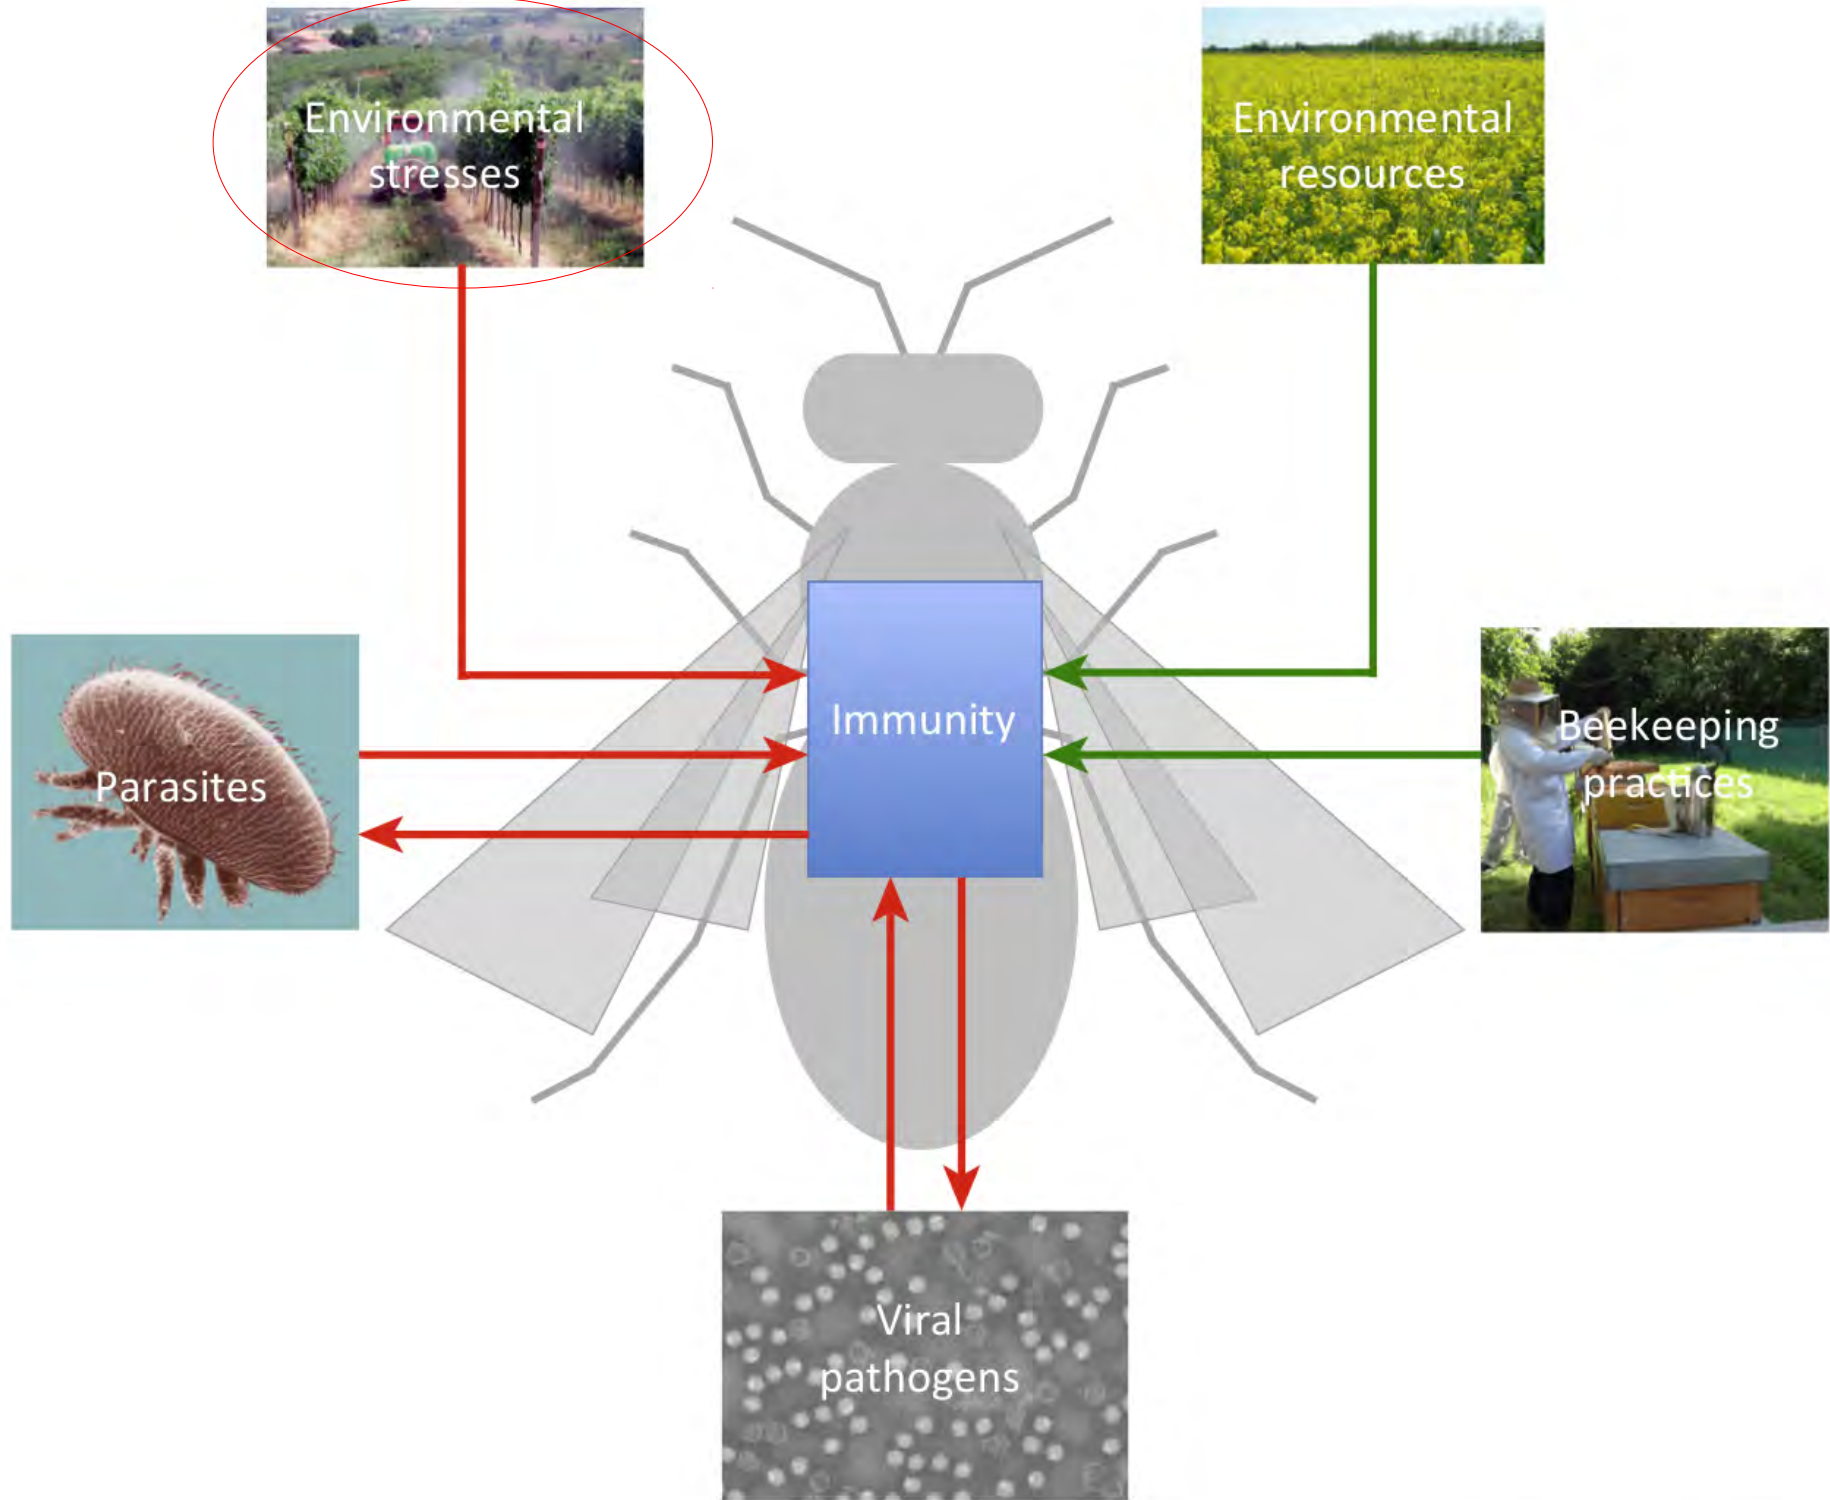 Environmental
stresses
Environmental
resources
Immunity
Parasites
Beekeeping
practices
Viral
pathogens